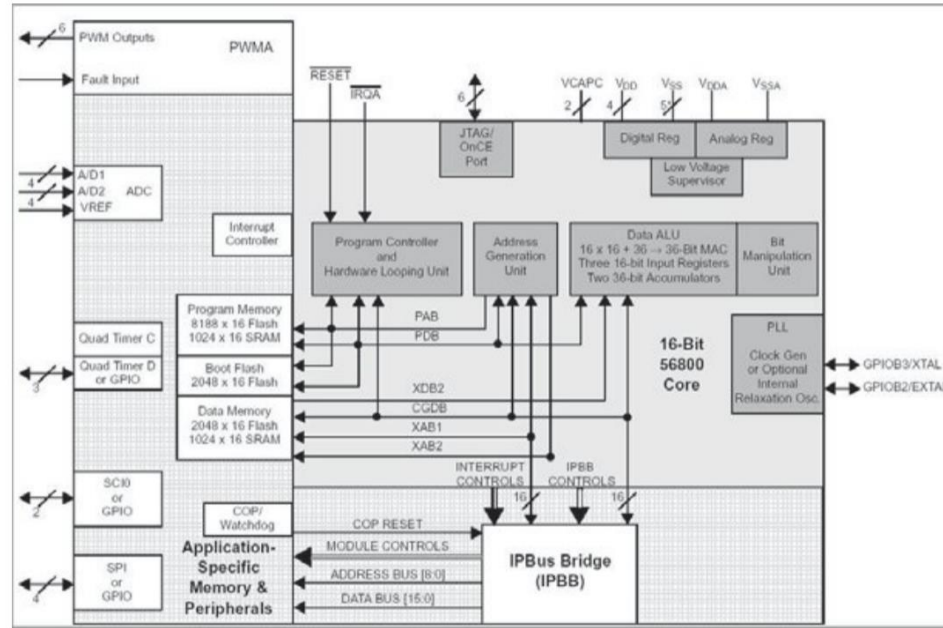 6
PWM Outputs
PWMA
Fault Input
RESET
IRQA
6
VCAPC
VDD
VSS
VDDA
VSSA
2
4
5*
JTAG/
OnCE
Port
Digital Reg
Analog Reg
Low Voltage
Supervisor
4
A/D1
4
A/D2
ADC
VREF
Interrupt
Controller
Program Controller
and
Hardware Looping Unit
Address
Generation
Unit
Data ALU
16 x 16 + 36 → 36-Bit MAC
Three 16-bit Input Registers
Two 36-bit Accumulators
Bit
Manipulation
Unit
Program Memory
8188 x 16 Flash
1024 x 16 SRAM
PAB
PDB
Quad Timer C
Quad Timer D
or GPIO
3
Boot Flash
2048 x 16 Flash
XDB2
CGDB
XAB1
XAB2
Data Memory
2048 x 16 Flash
1024 x 16 SRAM
16-Bit
56800
Core
PLL
Clock Gen
or Optional
Internal
Relaxation Osc.
GPIOB3/XTAL
GPIOB2/EXTAL
INTERRUPT
CONTROLS
IPBB
CONTROLS
16
16
SCI0
or
GPIO
2
COP/
Watchdog
COP RESET
MODULE CONTROLS
ADDRESS BUS [8:0]
DATA BUS [15:0]
Application-
Specific
Memory &
Peripherals
IPBus Bridge
(IPBB)
SPI
or
GPIO
4